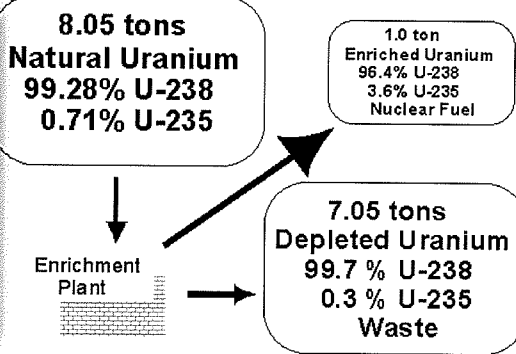 8.05 tons
Natural Uranium
99.28% U-238
0.71% U-235
1.0 ton
Enriched Uranium
96.4% U-238
3.6% U-235
Nuclear Fuel
Enrichment
Plant
7.05 tons
Depleted Uranium
99.7 % U-238
0.3 % U-235
Waste